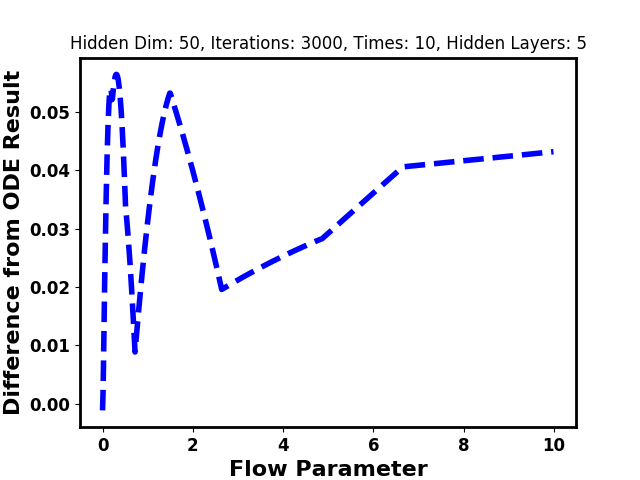 Hidden Dim: 50, Iterations: 3000, Times: 10, Hidden Layers: 5
Difference from ODE Result
0.05
0.04
0.03
0.02
0.01
0.00
0 2 4 6 8 10
Flow Parameter